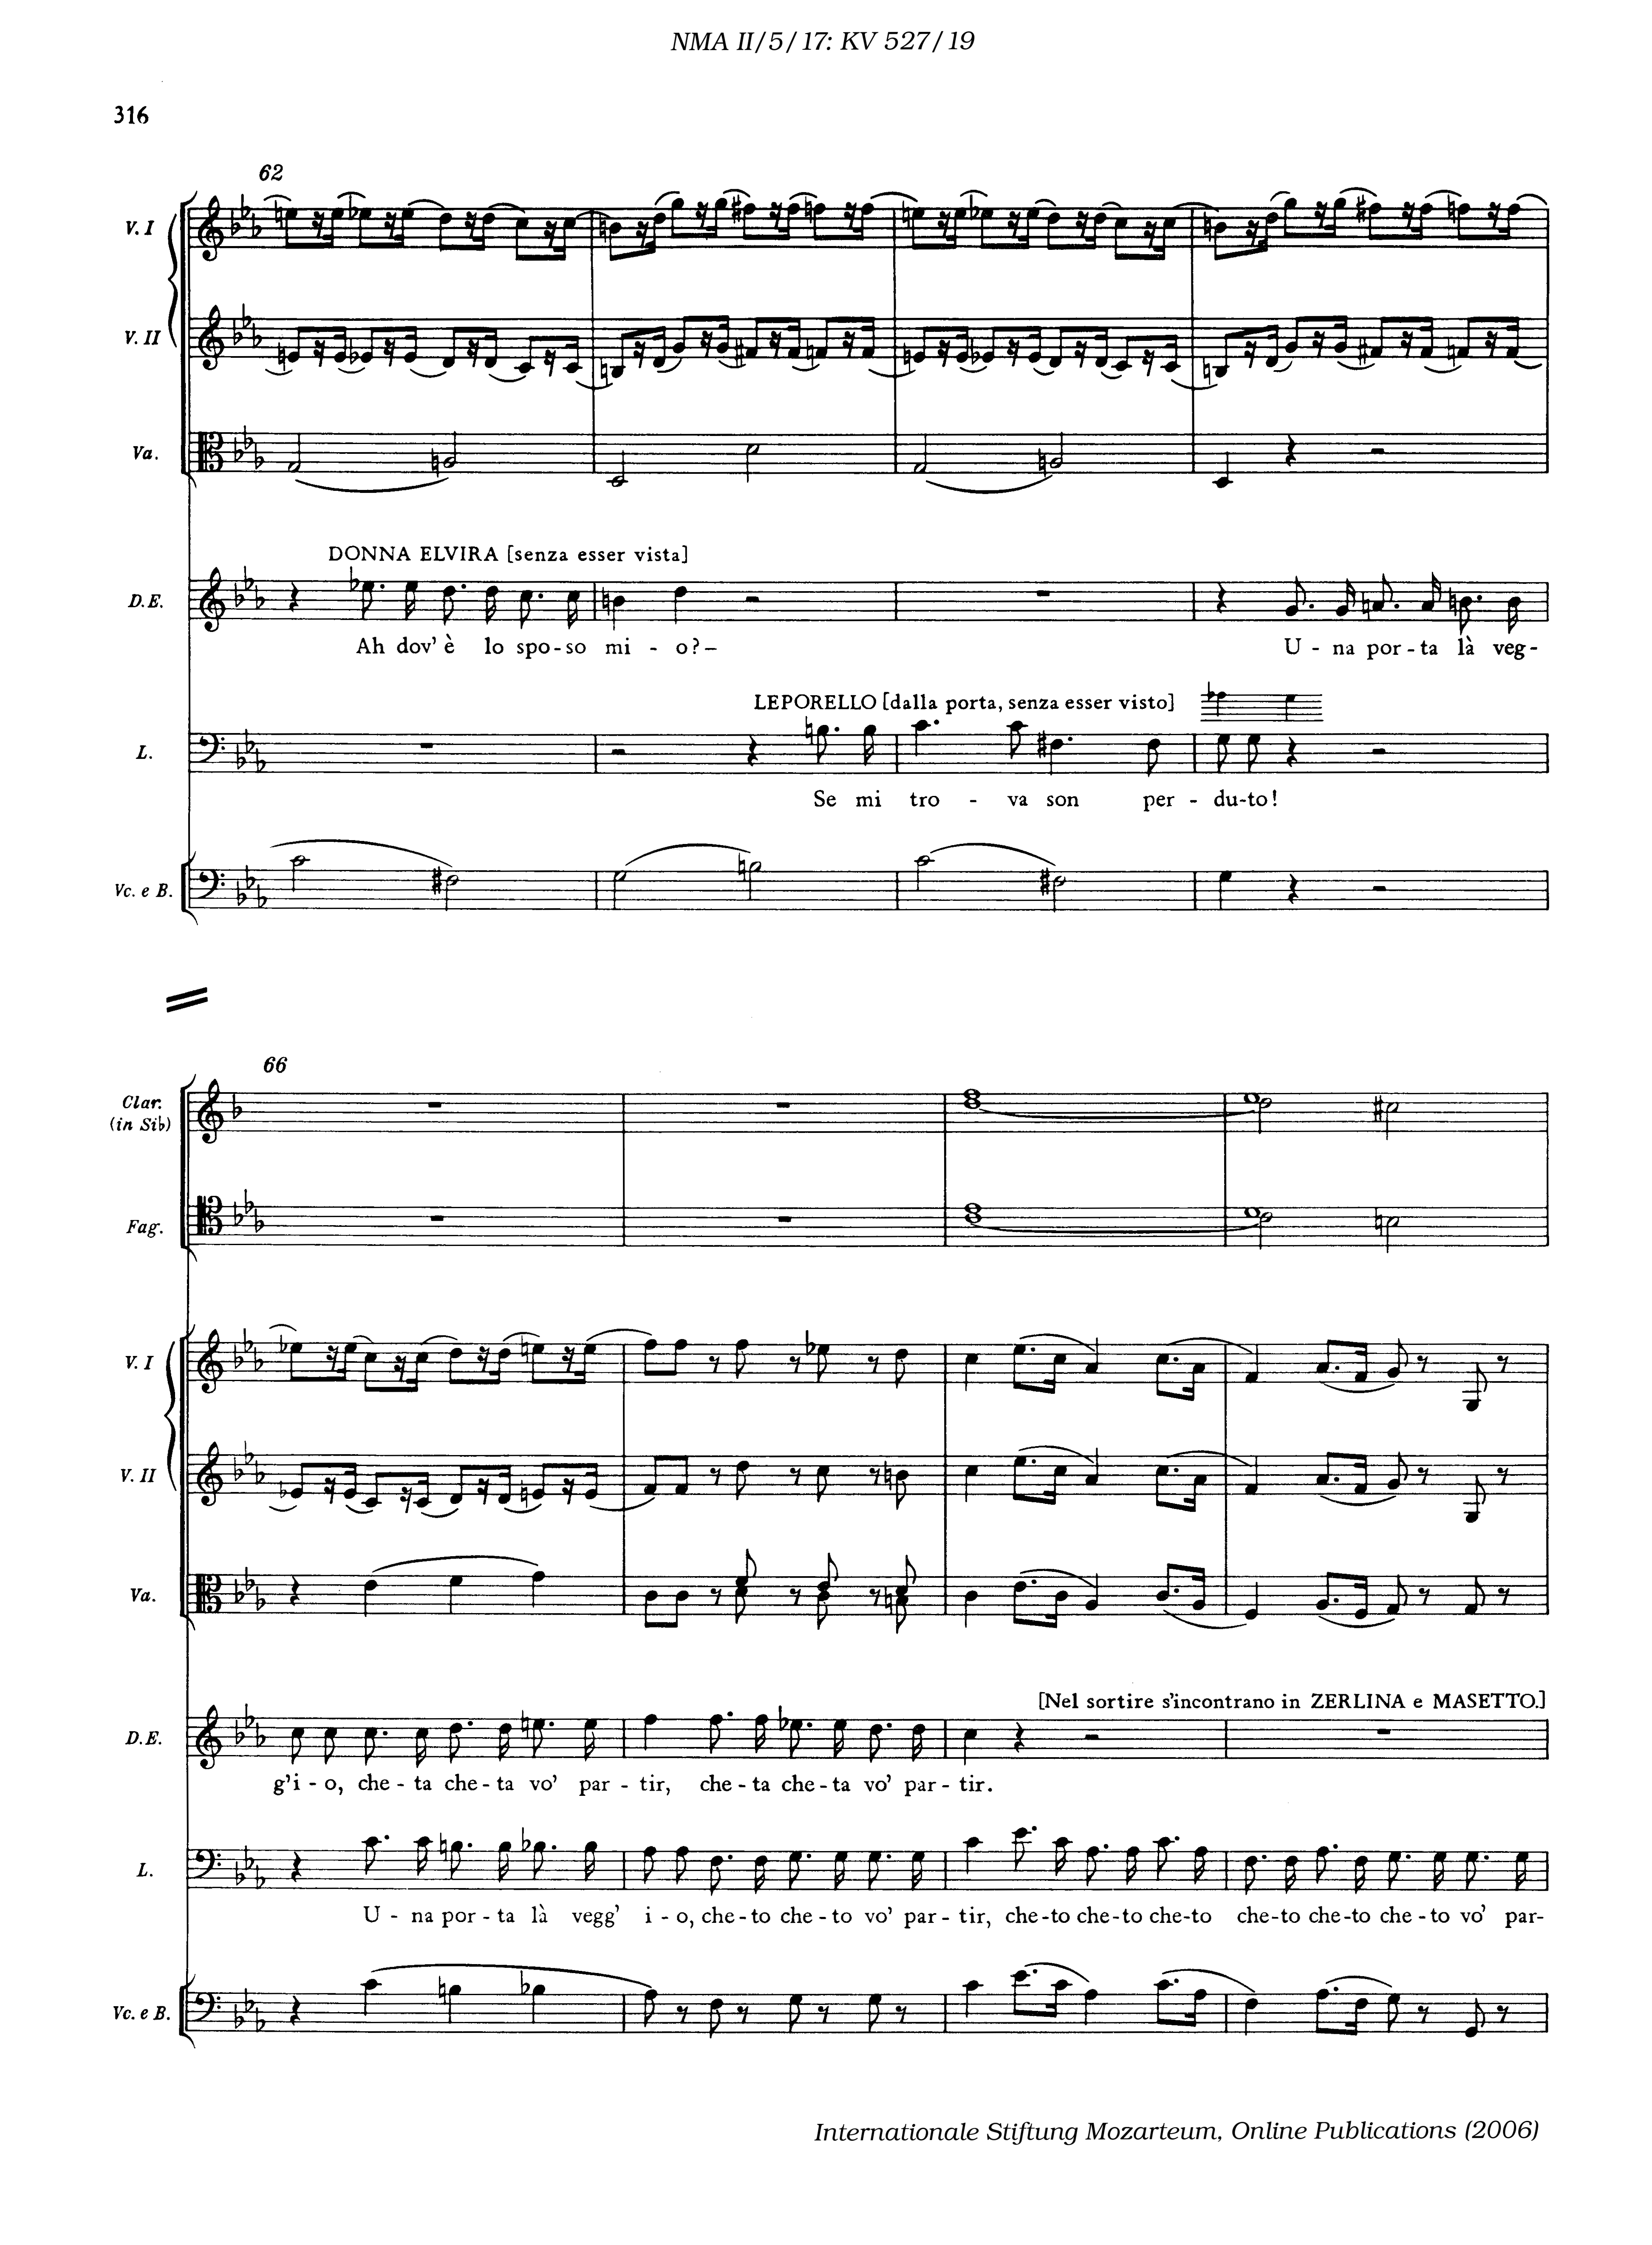 NMA II/5/17: KV 527/19
316
62
V. I
V. II
Va.
DONNA ELVIRA [senza esser vista]
D.E.
Ah dov' è lo spo-so mi - o?–
U - na por - ta là veg-
LEPORELLO [dalla porta, senza esser visto]
L.
Se mi tro - va son per - du-to!
Vc. e B.
66
Clar.
(in Si♭)
Fag.
V. I
V. II
Va.
[Nel sortire s'incontrano in ZERLINA e MASETTO.]
D.E.
g'i - o, che - ta che - ta vo' par - tir, che - ta che - ta vo' par - tir.
L.
U - na por - ta là vegg' i - o, che - to che - to vo' par - tir, che-to che-to che-to che-to che-to che - to vo' par-
Vc. e B.
Internationale Stiftung Mozarteum, Online Publications (2006)